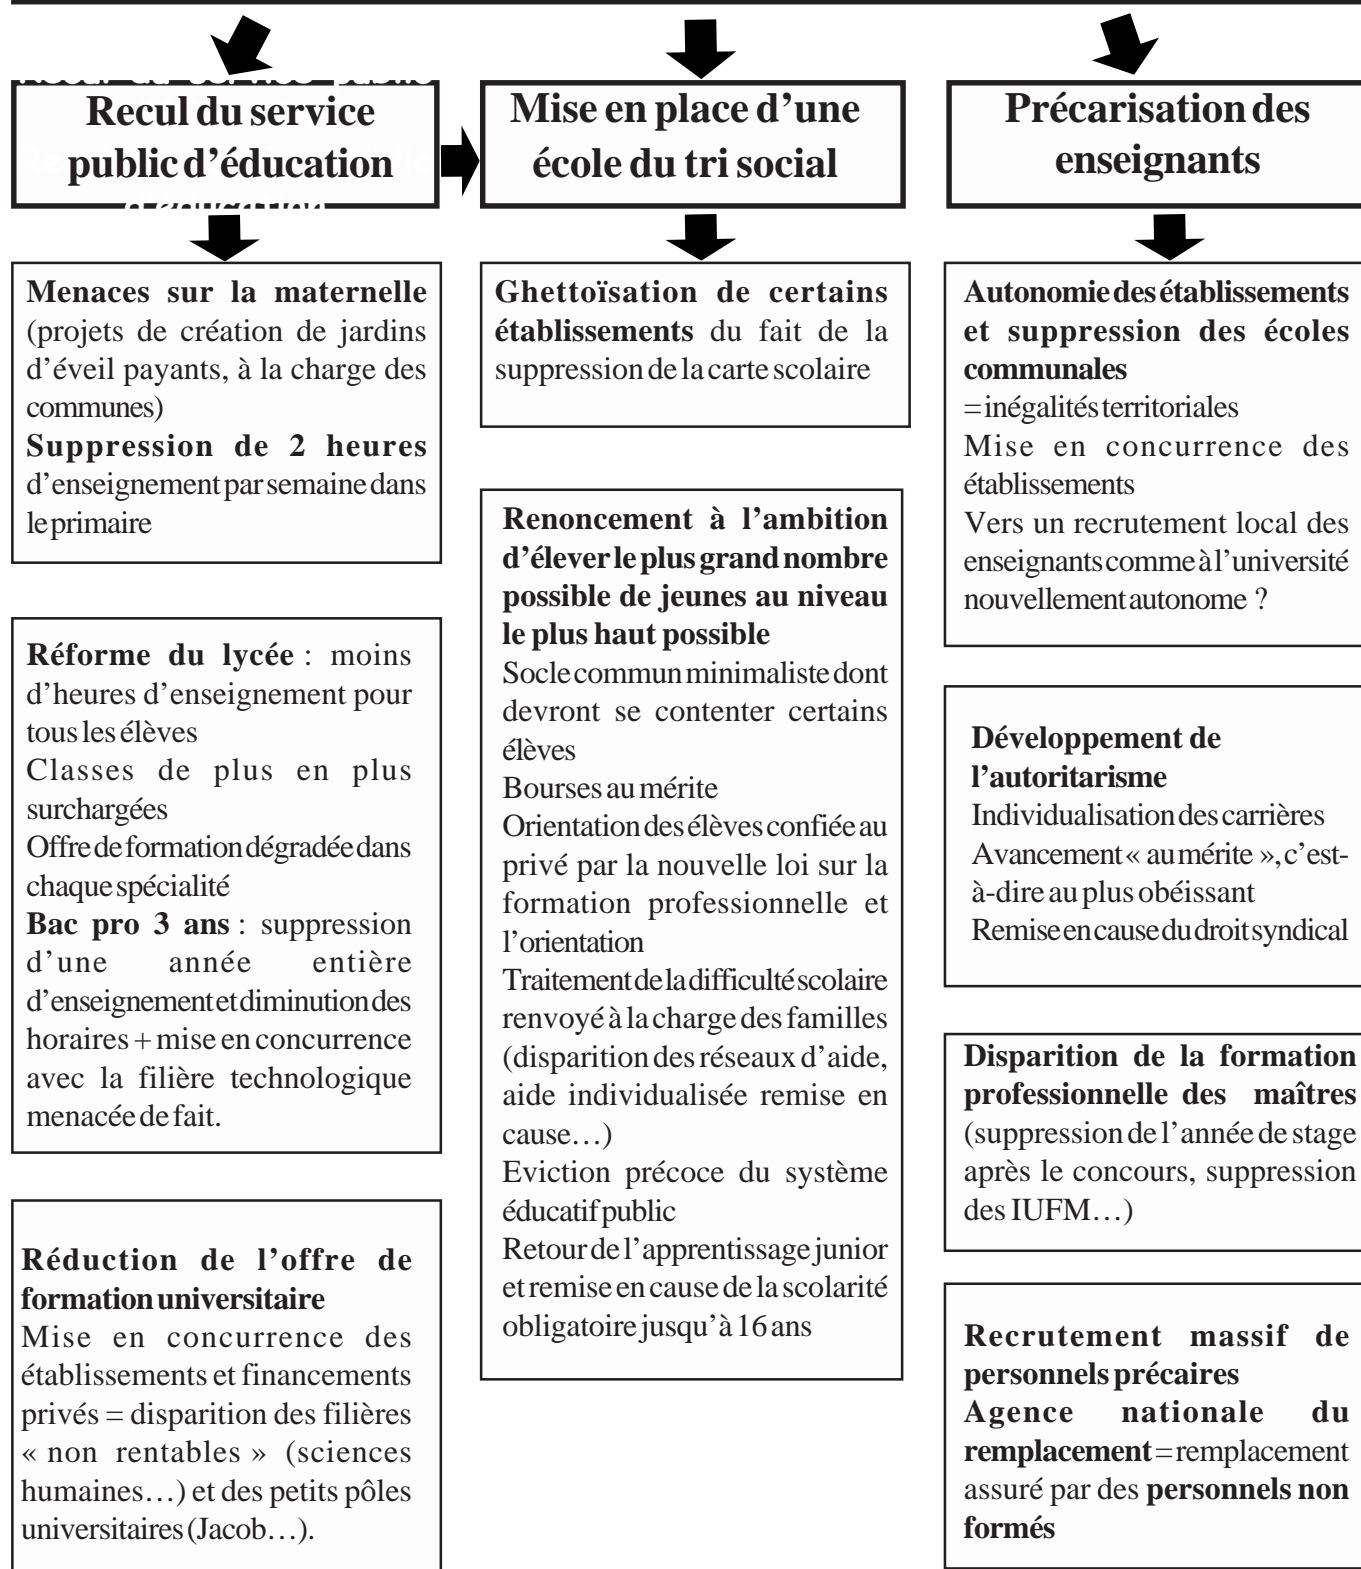 Recul du service
public d'éducation
Menaces sur la maternelle
(projets de création de jardins
d'éveil payants, à la charge des
communes)
Suppression de 2 heures
d'enseignement par semaine dans
le primaire
Réforme du lycée : moins
d'heures d'enseignement pour
tous les élèves
Classes de plus en plus
surchargées
Offre de formation dégradée dans
chaque spécialité
Bac pro 3 ans : suppression
d'une année entière
d'enseignement et diminution des
horaires + mise en concurrence
avec la filière technologique
menacée de fait.
Réduction de l'offre de
formation universitaire
Mise en concurrence des
établissements et financements
privés = disparition des filières
« non rentables » (sciences
humaines…) et des petits pôles
universitaires (Jacob…).
Mise en place d'une
école du tri social
Ghettoïsation de certains
établissements du fait de la
suppression de la carte scolaire
Renoncement à l'ambition
d'élever le plus grand nombre
possible de jeunes au niveau
le plus haut possible
Socle commun minimaliste dont
devront se contenter certains
élèves
Bourses au mérite
Orientation des élèves confiée au
privé par la nouvelle loi sur la
formation professionnelle et
l'orientation
Traitement de la difficulté scolaire
renvoyé à la charge des familles
(disparition des réseaux d'aide,
aide individualisée remise en
cause…)
Eviction précoce du système
éducatif public
Retour de l'apprentissage junior
et remise en cause de la scolarité
obligatoire jusqu'à 16 ans
Précarisation des
enseignants
Autonomie des établissements
et suppression des écoles
communales
= inégalités territoriales
Mise en concurrence des
établissements
Vers un recrutement local des
enseignants comme à l'université
nouvellement autonome ?
Développement de
l'autoritarisme
Individualisation des carrières
Avancement « au mérite », c'est-
à-dire au plus obéissant
Remise en cause du droit syndical
Disparition de la formation
professionnelle des maîtres
(suppression de l'année de stage
après le concours, suppression
des IUFM…)
Recrutement massif de
personnels précaires
Agence nationale du
remplacement = remplacement
assuré par des personnels non
formés